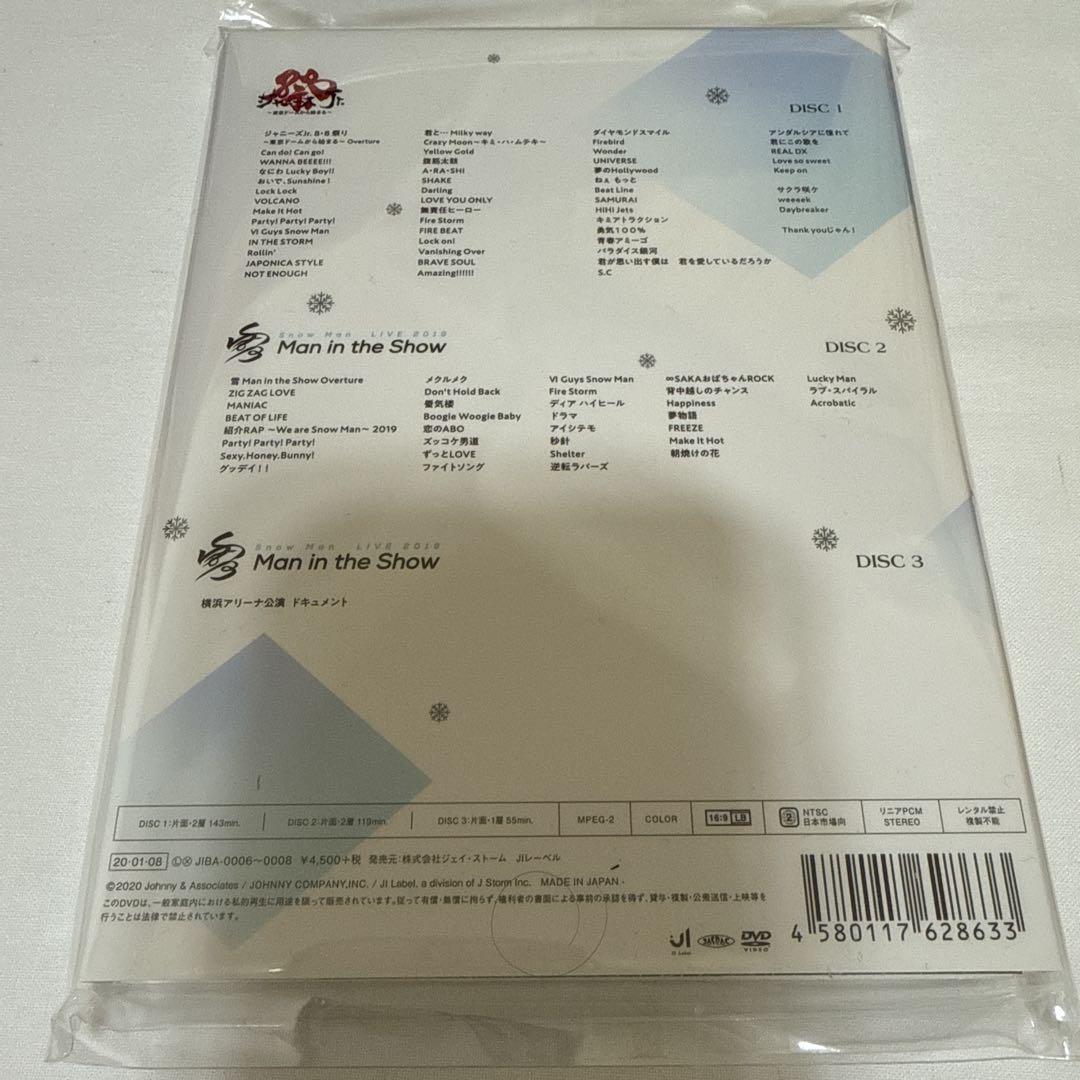 祭
ジャニーズJr.
～東京ドームから始まる～
DISC 1
ジャニーズJr. 8・8 祭り
～東京ドームから始まる～ Overture
Can do! Can go!
WANNA BEEEE!!!
なにわ Lucky Boy!!
おいで、Sunshine!
Lock Lock
VOLCANO
Make It Hot
Party! Party! Party!
VI Guys Snow Man
IN THE STORM
Rollin'
JAPONICA STYLE
NOT ENOUGH
君と… Milky way
Crazy Moon～キミ・ハ・ムテキ～
Yellow Gold
腹筋太鼓
A・RA・SHI
SHAKE
Darling
LOVE YOU ONLY
無責任ヒーロー
Fire Storm
FIRE BEAT
Lock on!
Vanishing Over
BRAVE SOUL
Amazing!!!!!!
ダイヤモンドスマイル
Firebird
Wonder
UNIVERSE
夢のHollywood
ねぇ もっと
Beat Line
SAMURAI
HiHi Jets
キミアトラクション
勇気100%
青春アミーゴ
パラダイス銀河
君が思い出す僕は 君を愛しているだろうか
S.C
アンダルシアに憧れて
君にこの歌を
REAL DX
Love so sweet
Keep on
サクラ咲ケ
weeeek
Daybreaker
Thank youじゃん!
Snow Man LIVE 2019
Man in the Show
DISC 2
雪 Man in the Show Overture
ZIG ZAG LOVE
MANIAC
BEAT OF LIFE
紹介RAP ～We are Snow Man～ 2019
Party! Party! Party!
Sexy.Honey.Bunny!
グッデイ！！
メクルメク
Don't Hold Back
蜃気楼
Boogie Woogie Baby
恋のABO
ズッコケ男道
ずっとLOVE
ファイトソング
VI Guys Snow Man
Fire Storm
ディア ハイヒール
ドラマ
アイシテモ
秒針
Shelter
逆転ラバーズ
∞SAKAおばちゃんROCK
背中越しのチャンス
Happiness
夢物語
FREEZE
Make It Hot
朝焼けの花
Lucky Man
ラブ・スパイラル
Acrobatic
Snow Man LIVE 2019
Man in the Show
DISC 3
横浜アリーナ公演 ドキュメント
DISC 1：片面・2層 143min.
DISC 2：片面・2層 119min.
DISC 3：片面・1層 55min.
MPEG-2
COLOR
16:9 LB
2 NTSC
日本市場向
リニアPCM
STEREO
レンタル禁止
複製不能
20・01・08 ⓁⓍ JIBA-0006～0008 ¥4,500+税 発売元：株式会社ジェイ・ストーム JIレーベル
©2020 Johnny & Associates / JOHNNY COMPANY,INC. / JI Label. a division of J Storm Inc. MADE IN JAPAN・
このDVDは、一般家庭内における私的再生に用途を限って販売されています。従って有償・無償に拘らず、権利者の書面による事前の承諾を得ず、貸与・複製・公衆送信・上映等を
行うことは法律で禁止されています。
JI
JI Label
JASRAC
DVD
VIDEO
4 580117 628633